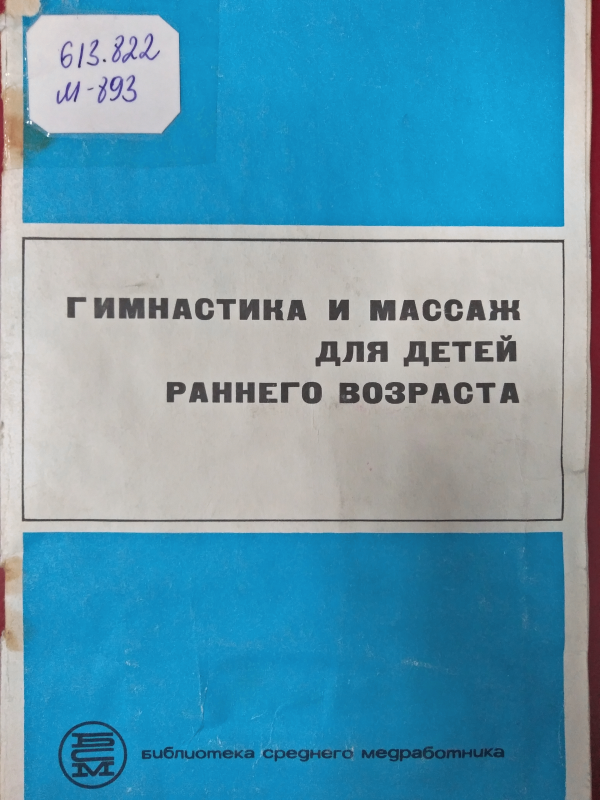 613.822
М-893
ГИМНАСТИКА И МАССАЖ
ДЛЯ ДЕТЕЙ
РАННЕГО ВОЗРАСТА
БСМ
библиотека среднего медработника